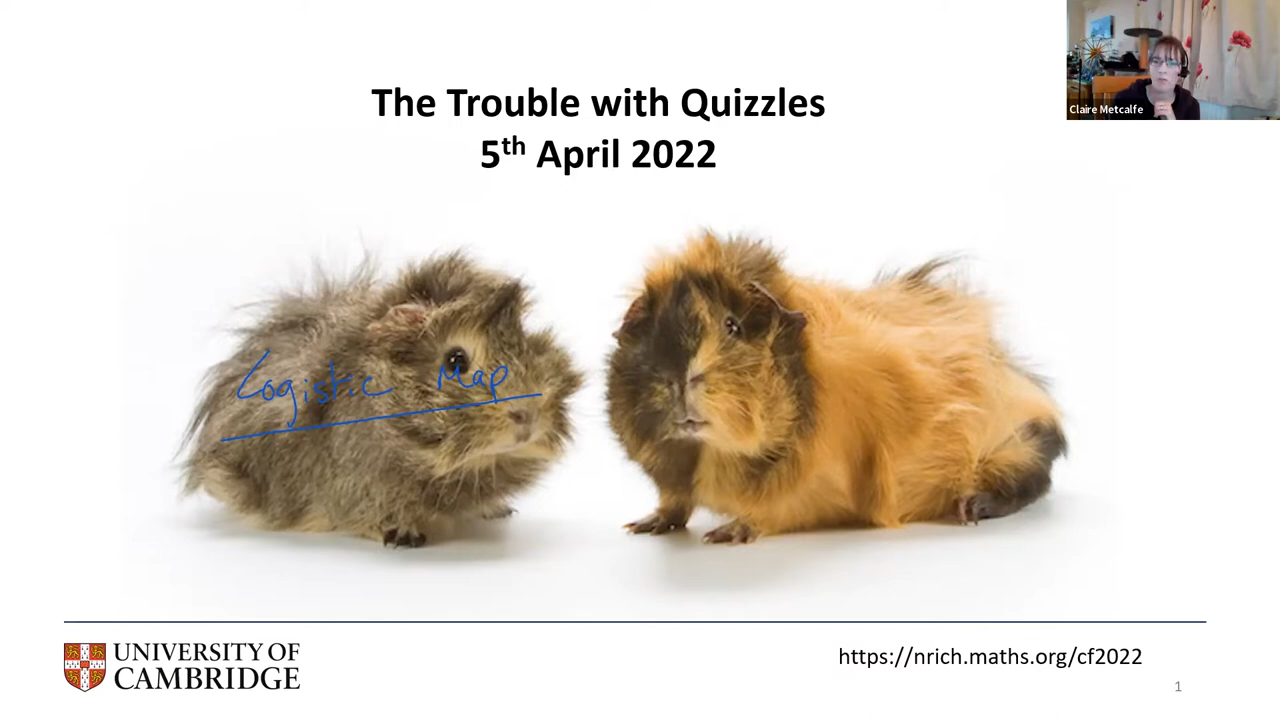 The Trouble with Quizzles
5th April 2022
Claire Metcalfe
Logistic Map
UNIVERSITY OF
CAMBRIDGE
https://nrich.maths.org/cf2022
1